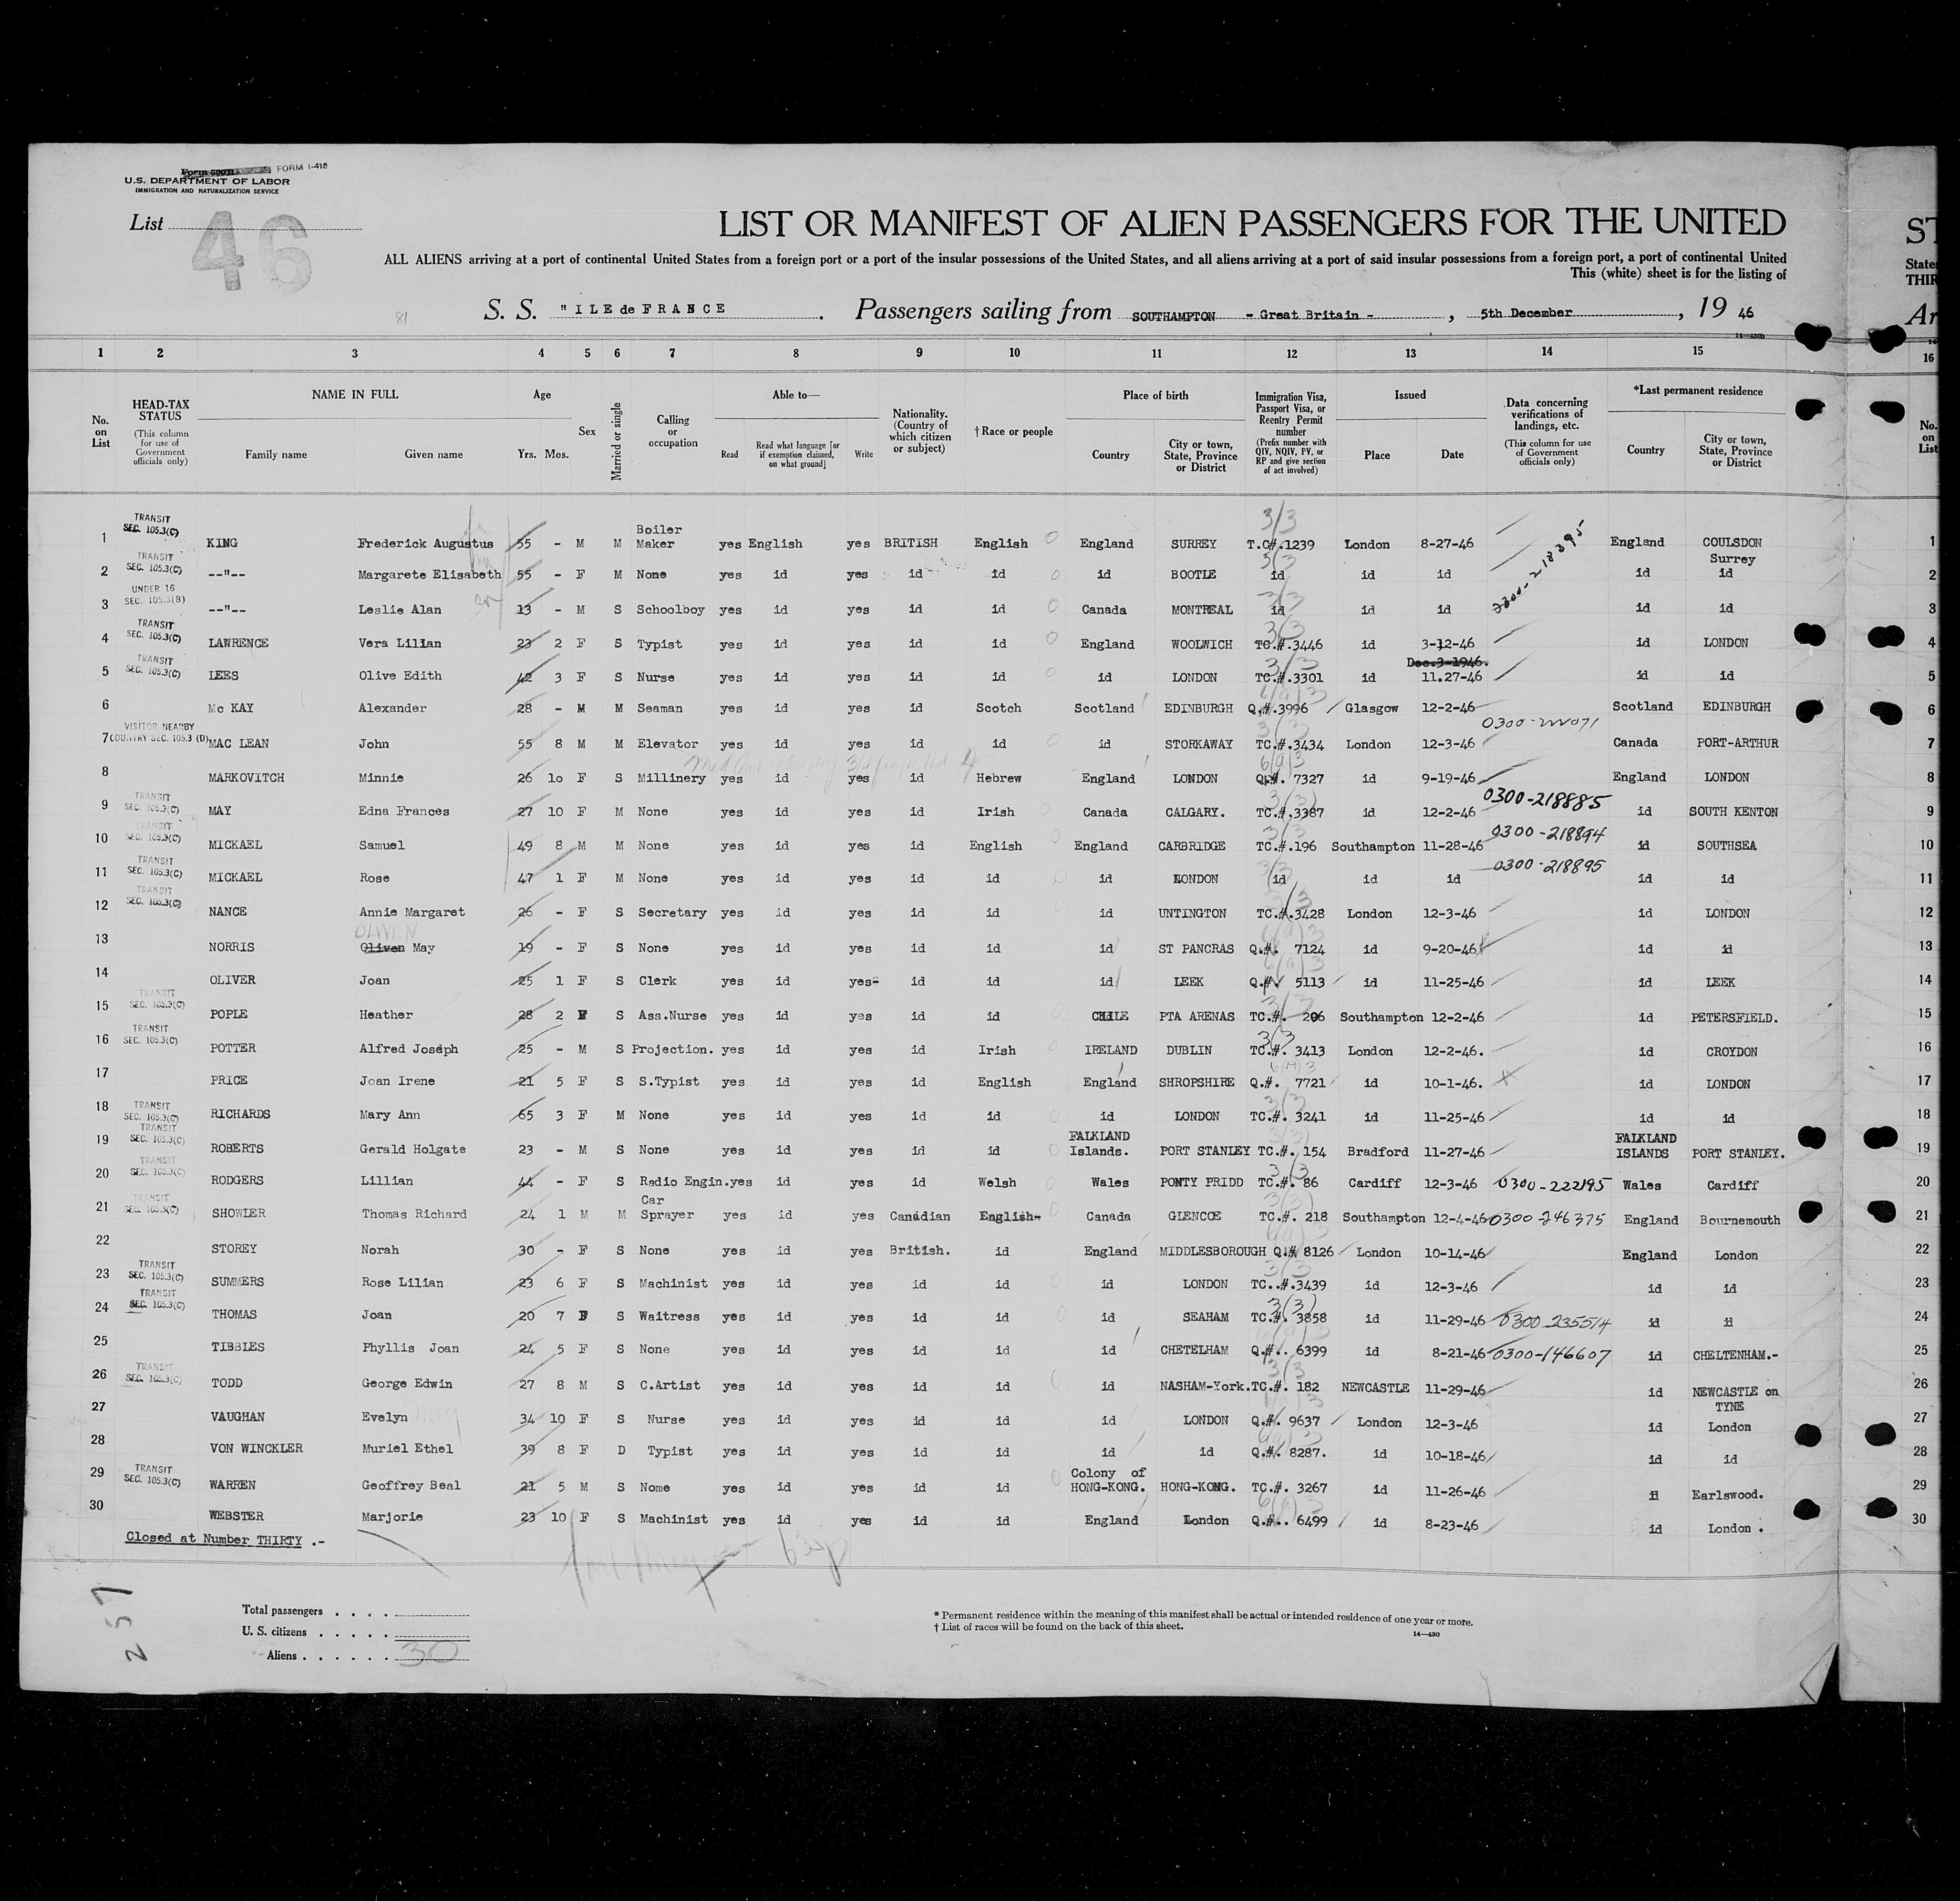 FORM I-416
U.S. DEPARTMENT OF LABOR
IMMIGRATION AND NATURALIZATION SERVICE
List 46
LIST OR MANIFEST OF ALIEN PASSENGERS FOR THE UNITED
ALL ALIENS arriving at a port of continental United States from a foreign port or a port of the insular possessions of the United States, and all aliens arriving at a port of said insular possessions from a foreign port, a port of continental United
This (white) sheet is for the listing of
81
S. S. "ILE de FRANCE . Passengers sailing from SOUTHAMPTON - Great Britain - , 5th December , 19 46
1 2 3 4 5 6 7 8 9 10 11 12 13 14 15 16
No. on List
HEAD-TAX STATUS
(This column for use of Government officials only)
NAME IN FULL
Family name
Given name
Age
Yrs. Mos.
Sex
Married or single
Calling or occupation
Able to—
Read
Read what language [or if exemption claimed, on what ground]
Write
Nationality. (Country of which citizen or subject)
† Race or people
Place of birth
Country
City or town, State, Province or District
Immigration Visa, Passport Visa, or Reentry Permit number
(Prefix number with QIV, NQIV, PV, or RP and give section of act involved)
Issued
Place
Date
Data concerning verifications of landings, etc.
(This column for use of Government officials only)
*Last permanent residence
Country
City or town, State, Province or District
No. on List
1 TRANSIT SEC. 105.3(C) KING Frederick Augustus 55 - M M Boiler Maker yes English yes BRITISH English England SURREY T.C#.1239 London 8-27-46 England COULSDON Surrey 1
2 TRANSIT SEC. 105.3(C) --"-- Margarete Elisabeth 55 - F M None yes id yes id id id BOOTLE id id id id id 2
3 UNDER 16 SEC. 105.3(B) --"-- Leslie Alan 13 - M S Schoolboy yes id yes id id Canada MONTREAL id id id id id 3
4 TRANSIT SEC. 105.3(C) LAWRENCE Vera Lilian 23 2 F S Typist yes id yes id id England WOOLWICH TC.#.3446 id 3-12-46 id LONDON 4
Dec.3-1946.
5 TRANSIT SEC. 105.3(C) LEES Olive Edith 42 3 F S Nurse yes id yes id id id LONDON TC.#.3301 id 11.27-46 id id 5
6 Mc KAY Alexander 28 - M M Seaman yes id yes id Scotch Scotland EDINBURGH Q.#.3996 Glasgow 12-2-46 Scotland EDINBURGH 6
7 VISITOR NEARBY COUNTRY SEC. 105.3 (D) MAC LEAN John 55 8 M M Elevator yes id yes id id id STORKAWAY TC.#.3434 London 12-3-46 Canada PORT-ARTHUR 7
8 MARKOVITCH Minnie 26 1o F S Millinery yes id yes id Hebrew England LONDON Q.#. 7327 id 9-19-46 England LONDON 8
9 TRANSIT SEC. 105.3(C) MAY Edna Frances 27 10 F M None yes id yes id Irish Canada CALGARY. TC.#.3387 id 12-2-46 0300-218885 id SOUTH KENTON 9
10 TRANSIT SEC. 105.3(C) MICKAEL Samuel 49 8 M M None yes id yes id English England CARBRIDGE TC.#.196 Southampton 11-28-46 0300-218894 id SOUTHSEA 10
11 TRANSIT SEC. 105.3(C) MICKAEL Rose 47 1 F M None yes id yes id id id LONDON id id id 0300-218895 id id 11
12 TRANSIT SEC. 105.3(C) NANCE Annie Margaret 26 - F S Secretary yes id yes id id id UNTINGTON TC.#.3428 London 12-3-46 id LONDON 12
OLIVEN
13 NORRIS Oliven May 19 - F S None yes id yes id id id ST PANCRAS Q.#. 7124 id 9-20-46 id id 13
14 OLIVER Joan 25 1 F S Clerk yes id yes- id id id LEEK Q.#. 5113 id 11-25-46 id LEEK 14
15 TRANSIT SEC. 105.3(C) POPLE Heather 28 2 F S Ass.Nurse yes id yes id id CHILE PTA ARENAS TC.#. 206 Southampton 12-2-46 id PETERSFIELD. 15
16 TRANSIT SEC. 105.3(C) POTTER Alfred Joseph 25 - M S Projection. yes id yes id Irish IRELAND DUBLIN TC.#. 3413 London 12-2-46. id CROYDON 16
17 PRICE Joan Irene 21 5 F S S.Typist yes id yes id English England SHROPSHIRE Q.#. 7721 id 10-1-46. id LONDON 17
18 TRANSIT SEC. 105.3(C) RICHARDS Mary Ann 65 3 F M None yes id yes id id id LONDON TC.#. 3241 id 11-25-46 id id 18
19 TRANSIT SEC. 105.3(C) ROBERTS Gerald Holgate 23 - M S None yes id yes id id FALKLAND Islands. PORT STANLEY TC.#. 154 Bradford 11-27-46 FALKLAND ISLANDS PORT STANLEY. 19
20 TRANSIT SEC. 105.3(C) RODGERS Lillian 44 - F S Radio Engin. yes id yes id Welsh Wales PONTY PRIDD TC.#. 86 Cardiff 12-3-46 0300-222195 Wales Cardiff 20
21 TRANSIT SEC. 105.3(C) SHOWLER Thomas Richard 24 1 M M Car Sprayer yes id yes Canadian English- Canada GLENCOE TC.#. 218 Southampton 12-4-46 0300-246375 England Bournemouth 21
22 STOREY Norah 30 - F S None yes id yes British. id England MIDDLESBOROUGH Q.# 8126 London 10-14-46 England London 22
23 TRANSIT SEC. 105.3(C) SUMMERS Rose Lilian 23 6 F S Machinist yes id yes id id id LONDON TC..#.3439 id 12-3-46 id id 23
24 TRANSIT SEC. 105.3(C) THOMAS Joan 20 7 F S Waitress yes id yes id id id SEAHAM TC.#. 3858 id 11-29-46 0300-235514 id id 24
25 TIBBLES Phyllis Joan 24 5 F S None yes id yes id id id CHETELHAM Q.#.. 6399 id 8-21-46 0300-146607 id CHELTENHAM.- 25
26 TRANSIT SEC. 105.3(C) TODD George Edwin 27 8 M S C.Artist yes id yes id id id NASHAM-York. TC.#. 182 NEWCASTLE 11-29-46 id NEWCASTLE on TYNE 26
27 VAUGHAN Evelyn May 34 10 F S Nurse yes id yes id id id LONDON Q.#. 9637 London 12-3-46 id London 27
28 VON WINCKLER Muriel Ethel 39 8 F D Typist yes id yes id id id id Q.#. 8287. id 10-18-46 id id 28
29 TRANSIT SEC. 105.3(C) WARREN Geoffrey Beal 21 5 M S Nome yes id yes id id Colony of HONG-KONG. HONG-KONG. TC.#. 3267 id 11-26-46 id Earlswood. 29
30 WEBSTER Marjorie 23 10 F S Machinist yes id yes id id England London Q.#.. 6499 id 8-23-46 id London . 30
Closed at Number THIRTY .-
257
Total passengers . . . .
U. S. citizens . . . . .
Aliens . . . . . . 30
* Permanent residence within the meaning of this manifest shall be actual or intended residence of one year or more.
† List of races will be found on the back of this sheet.
14—430